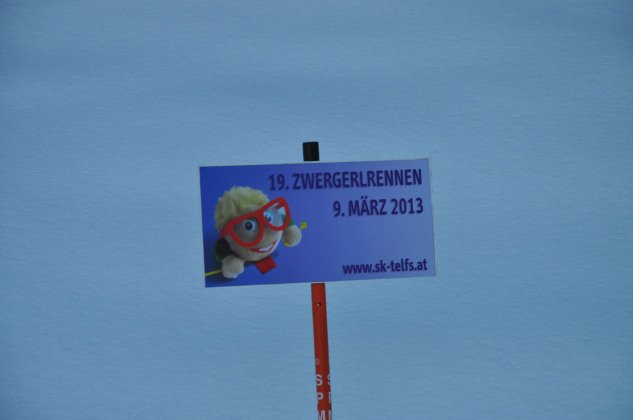 19. ZWERGERLRENNEN
9. MÄRZ 2013
www.sk-telfs.at
S
P
M
S
P